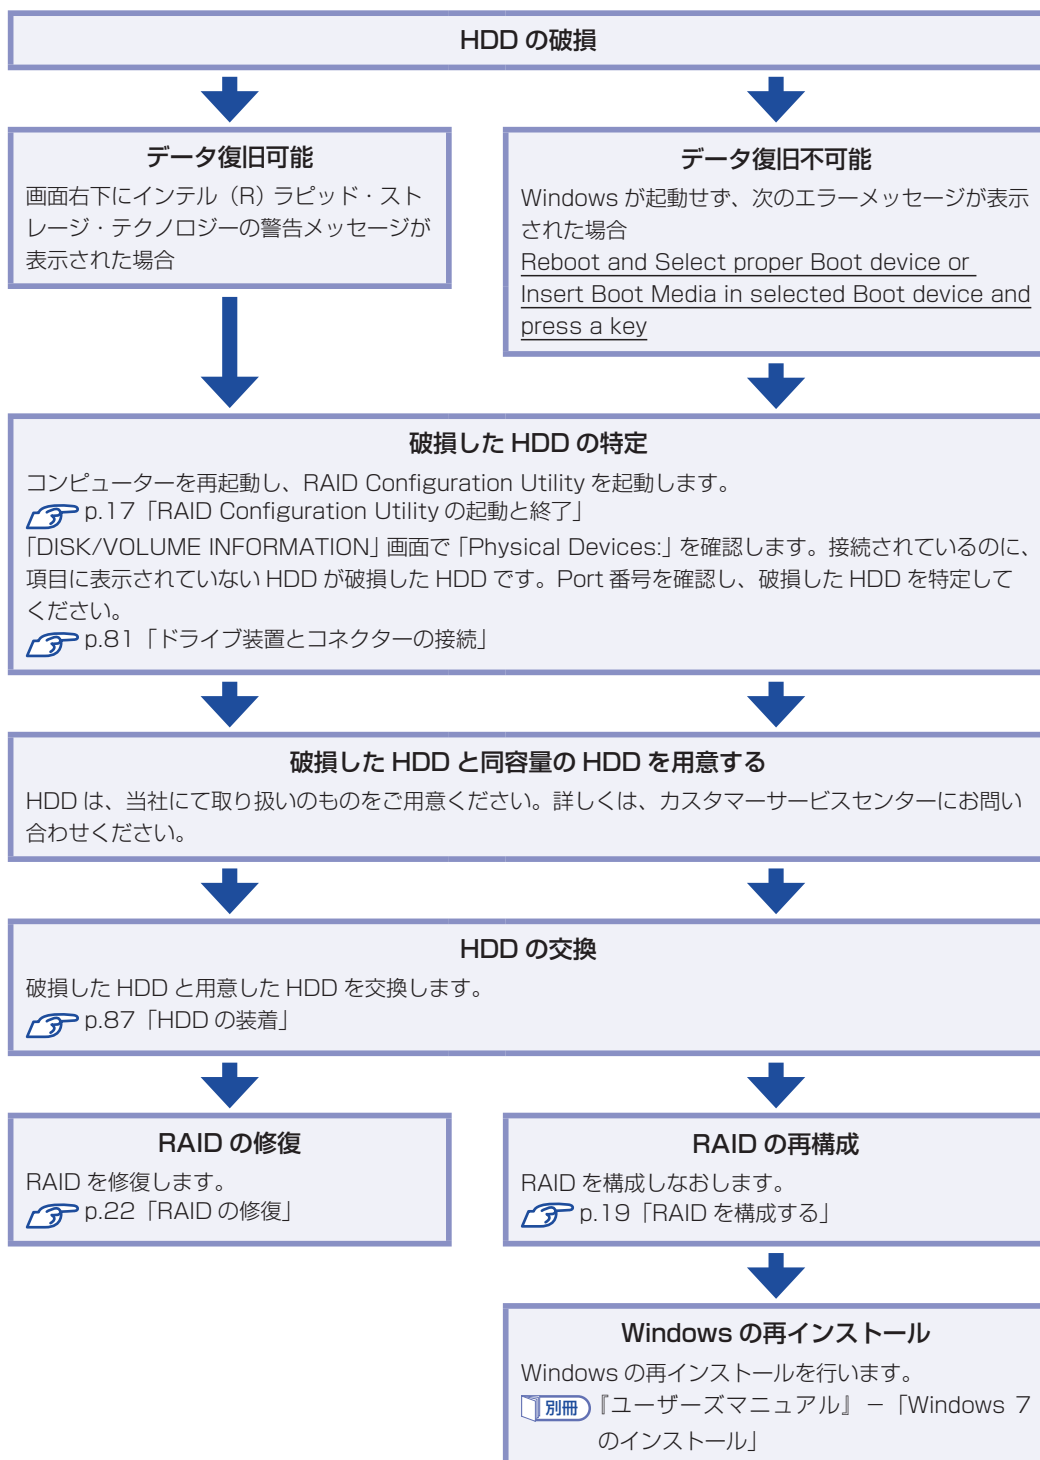 HDD の破損
データ復旧可能
画面右下にインテル（R）ラピッド・スト
レージ・テクノロジーの警告メッセージが
表示された場合
データ復旧不可能
Windows が起動せず、次のエラーメッセージが表示
された場合
Reboot and Select proper Boot device or
Insert Boot Media in selected Boot device and
press a key
破損した HDD の特定
コンピューターを再起動し、RAID Configuration Utility を起動します。
p.17「RAID Configuration Utility の起動と終了」
「DISK/VOLUME INFORMATION」画面で「Physical Devices:」を確認します。接続されているのに、
項目に表示されていない HDD が破損した HDD です。Port 番号を確認し、破損した HDD を特定して
ください。
p.81「ドライブ装置とコネクターの接続」
破損した HDD と同容量の HDD を用意する
HDD は、当社にて取り扱いのものをご用意ください。詳しくは、カスタマーサービスセンターにお問い
合わせください。
HDD の交換
破損した HDD と用意した HDD を交換します。
p.87「HDD の装着」
RAID の修復
RAID を修復します。
p.22「RAID の修復」
RAID の再構成
RAID を構成しなおします。
p.19「RAID を構成する」
Windows の再インストール
Windows の再インストールを行います。
別冊『ユーザーズマニュアル』－「Windows 7
のインストール」